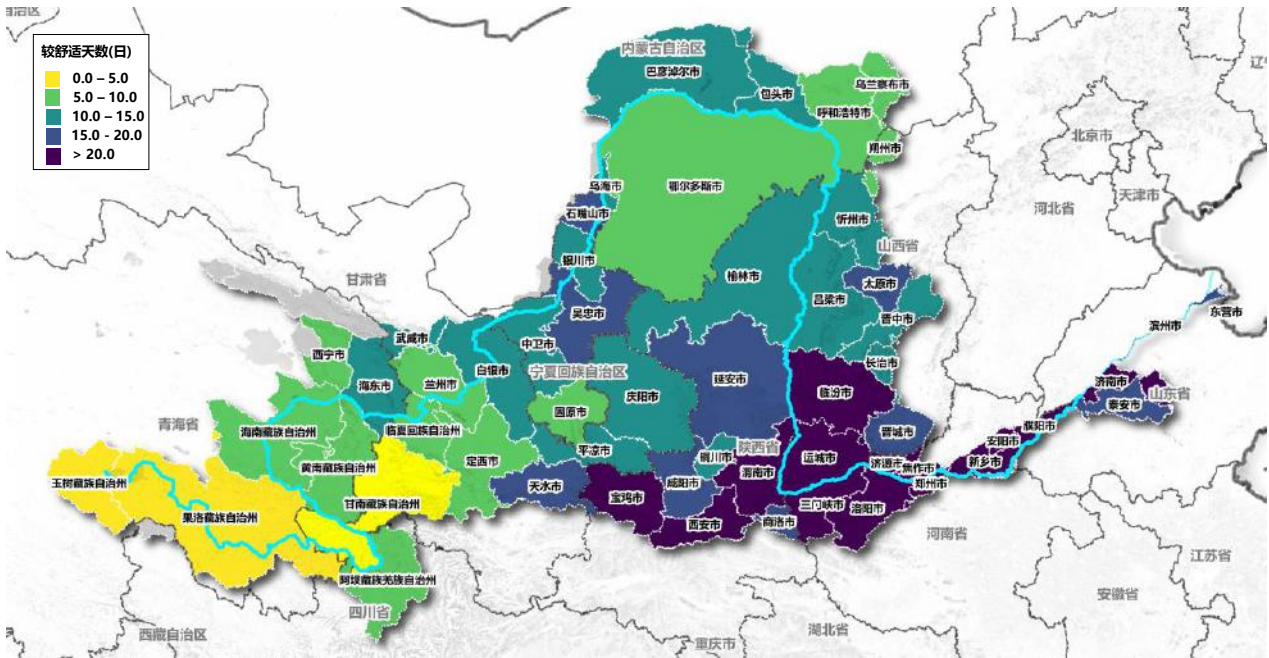 治区
较舒适天数(日)
0.0 – 5.0
5.0 – 10.0
10.0 – 15.0
15.0 - 20.0
> 20.0
内蒙古自治区
巴彦淖尔市
包头市
乌兰察布市
呼和浩特市
朔州市
辽宁
北京市
天津市
河北省
乌海市
鄂尔多斯市
石嘴山市
忻州市
山西省
银川市
榆林市
太原市
甘肃省
吕梁市
吴忠市
晋中市
滨州市
东营市
武威市
中卫市
西宁市
海东市
兰州市
白银市
宁夏回族自治区
庆阳市
延安市
长治市
临汾市
济南市
山东省
泰安市
固原市
青海省
海南藏族自治州
临夏回族自治州
晋城市
濮阳市
安阳市
平凉市
铜川市
陕西省
黄南藏族自治州
定西市
渭南市
运城市
济源市
焦作市
新乡市
郑州市
玉树藏族自治州
甘南藏族自治州
天水市
宝鸡市
咸阳市
三门峡市
洛阳市
果洛藏族自治州
西安市
商洛市
河南省
江苏省
阿坝藏族羌族自治州
四川省
安徽省
西藏自治区
重庆市
湖北省